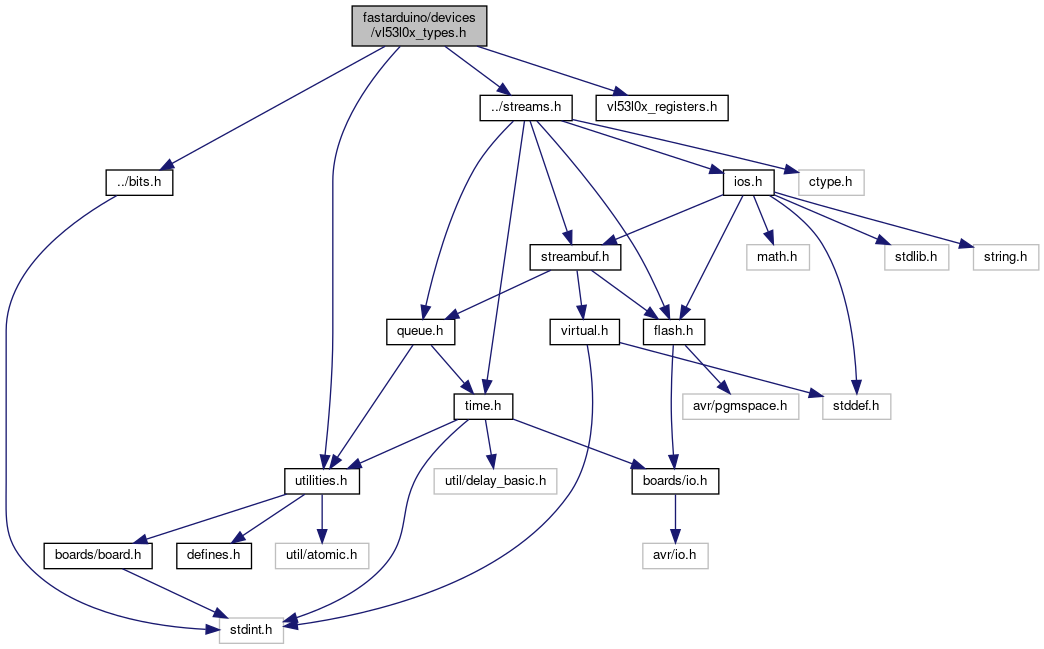 fastarduino/devices
/vl53l0x_types.h
../streams.h
vl53l0x_registers.h
../bits.h
ios.h
ctype.h
streambuf.h
math.h
stdlib.h
string.h
queue.h
virtual.h
flash.h
time.h
avr/pgmspace.h
stddef.h
utilities.h
util/delay_basic.h
boards/io.h
boards/board.h
defines.h
util/atomic.h
avr/io.h
stdint.h